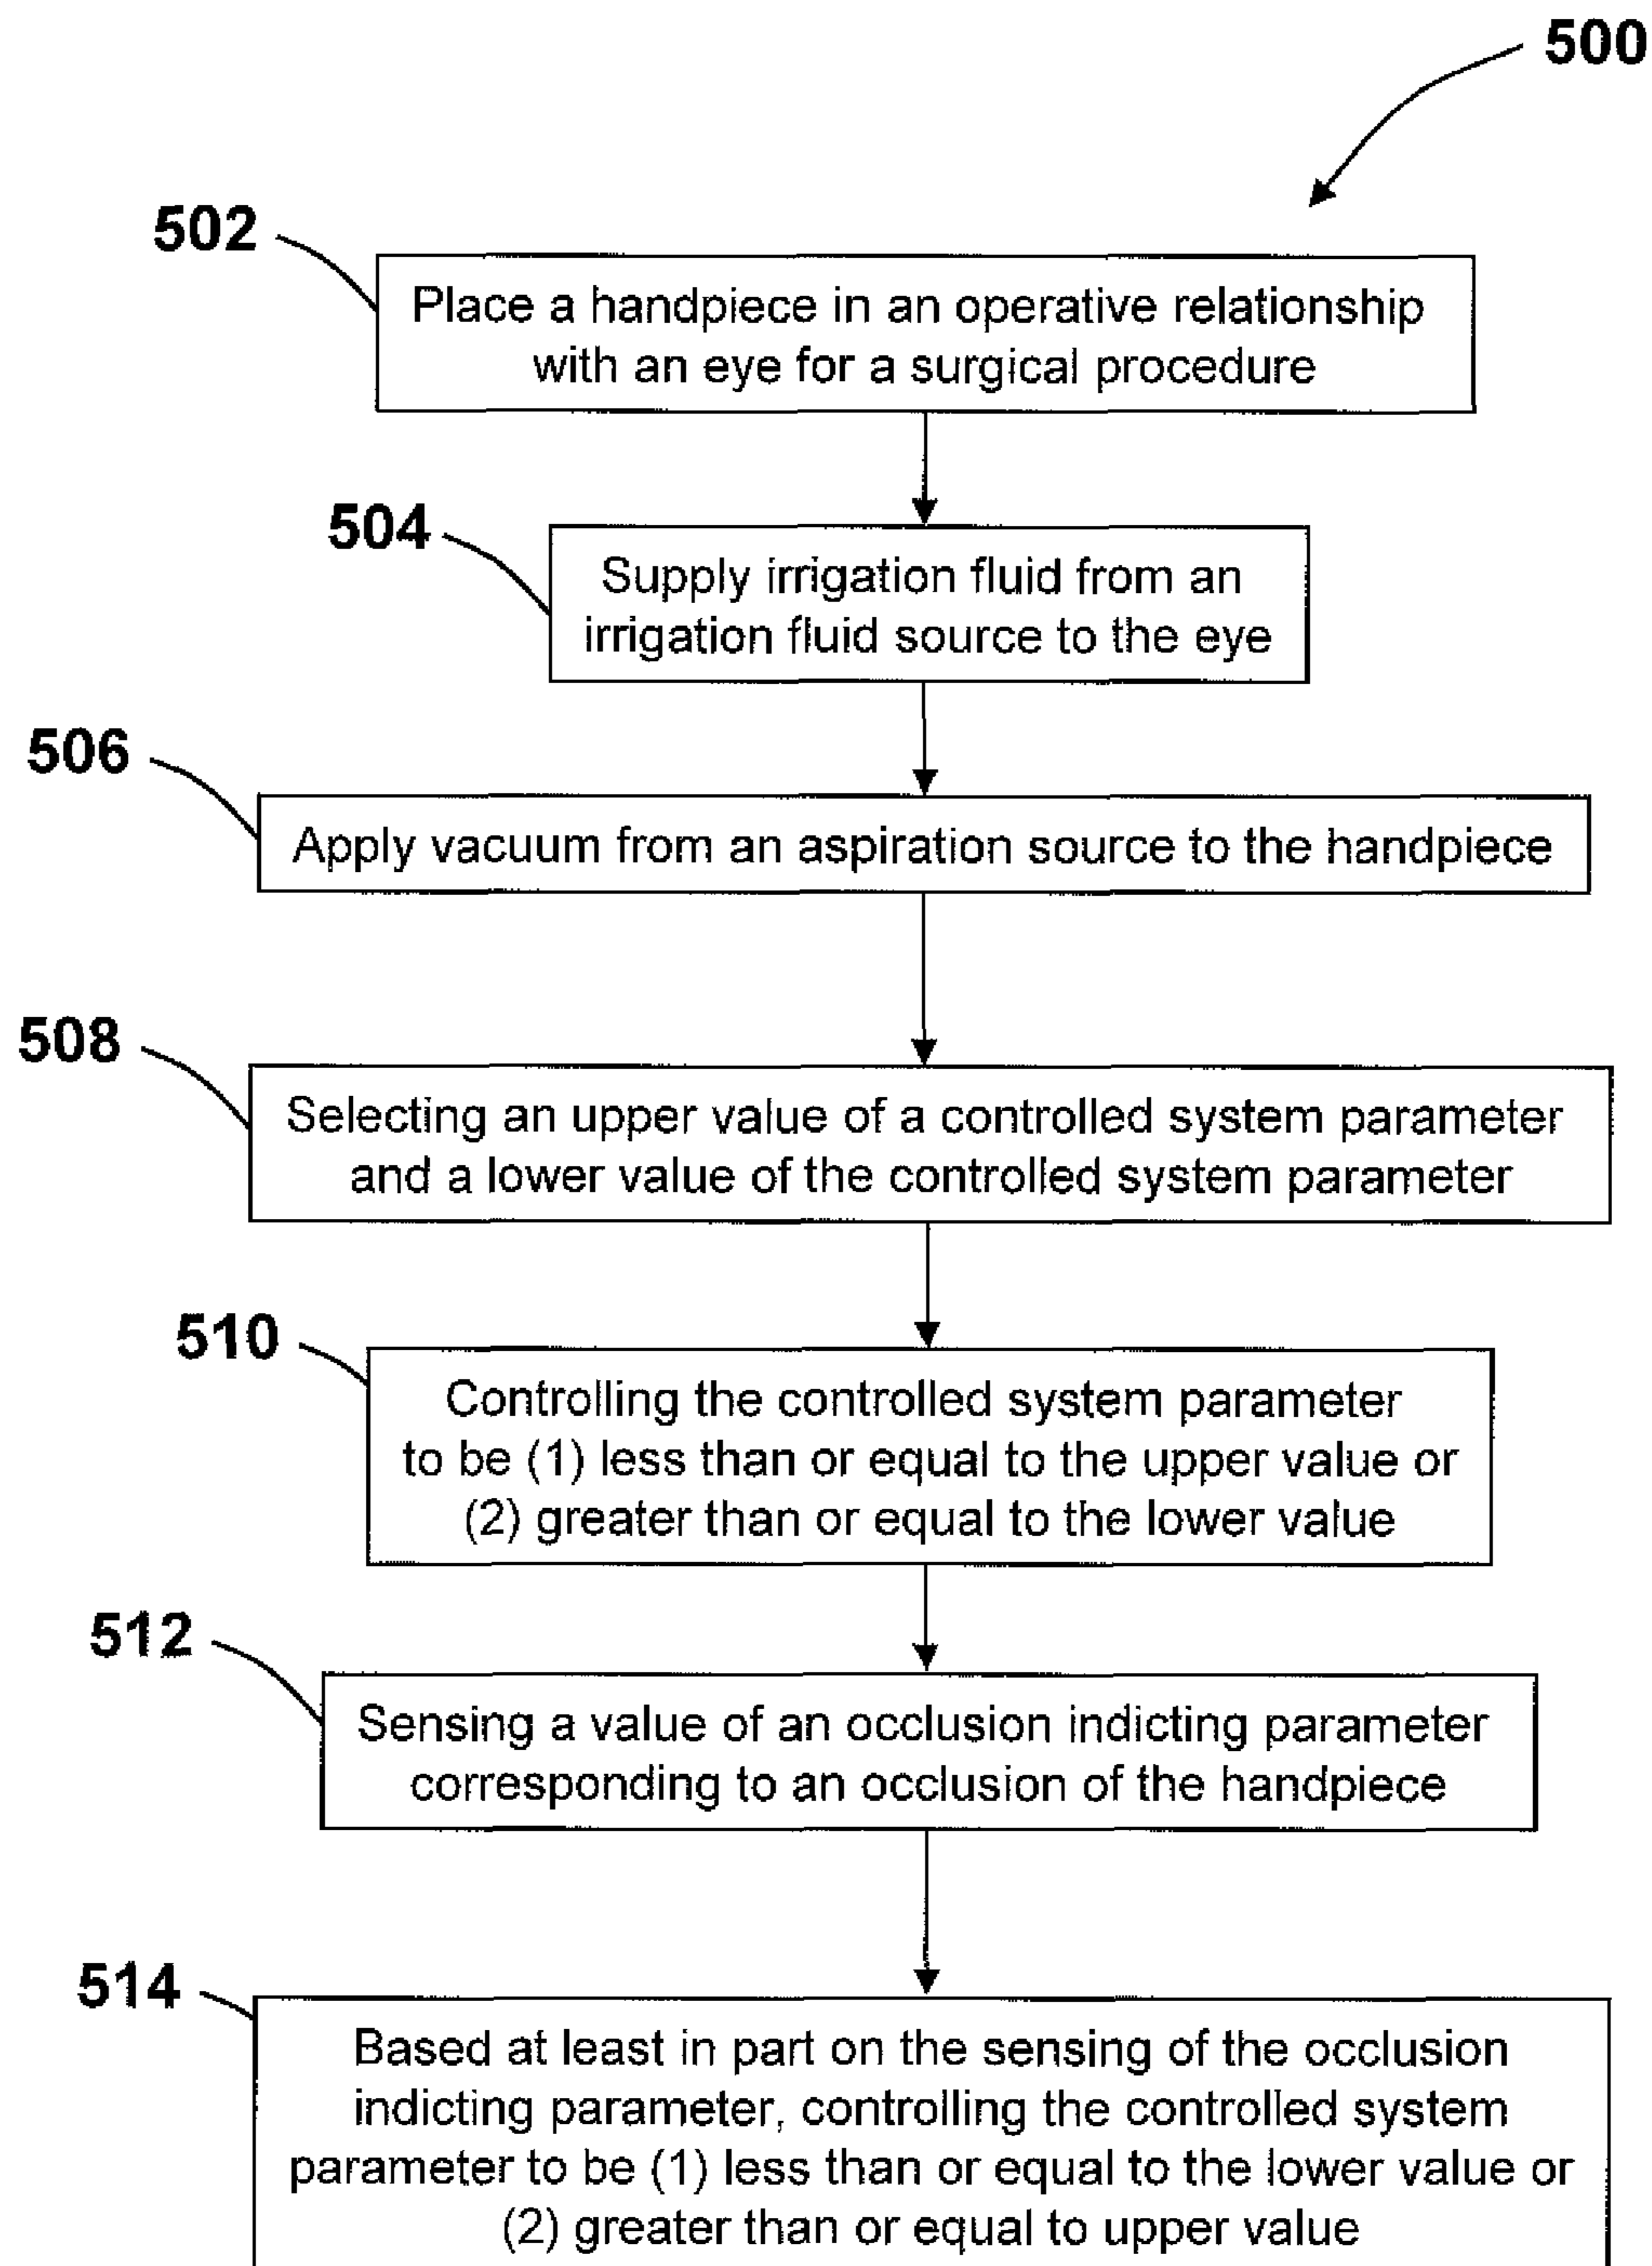 500
502
Place a handpiece in an operative relationship
with an eye for a surgical procedure
504
Supply irrigation fluid from an
irrigation fluid source to the eye
506
Apply vacuum from an aspiration source to the handpiece
508
Selecting an upper value of a controlled system parameter
and a lower value of the controlled system parameter
510
Controlling the controlled system parameter
to be (1) less than or equal to the upper value or
(2) greater than or equal to the lower value
512
Sensing a value of an occlusion indicting parameter
corresponding to an occlusion of the handpiece
514
Based at least in part on the sensing of the occlusion
indicting parameter, controlling the controlled system
parameter to be (1) less than or equal to the lower value or
(2) greater than or equal to upper value